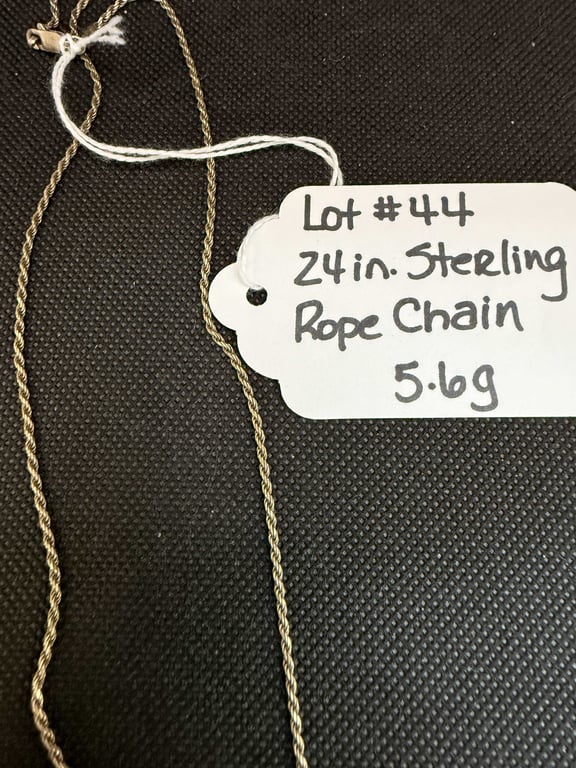 Lot #44
24in. Sterling
Rope Chain
5.6g